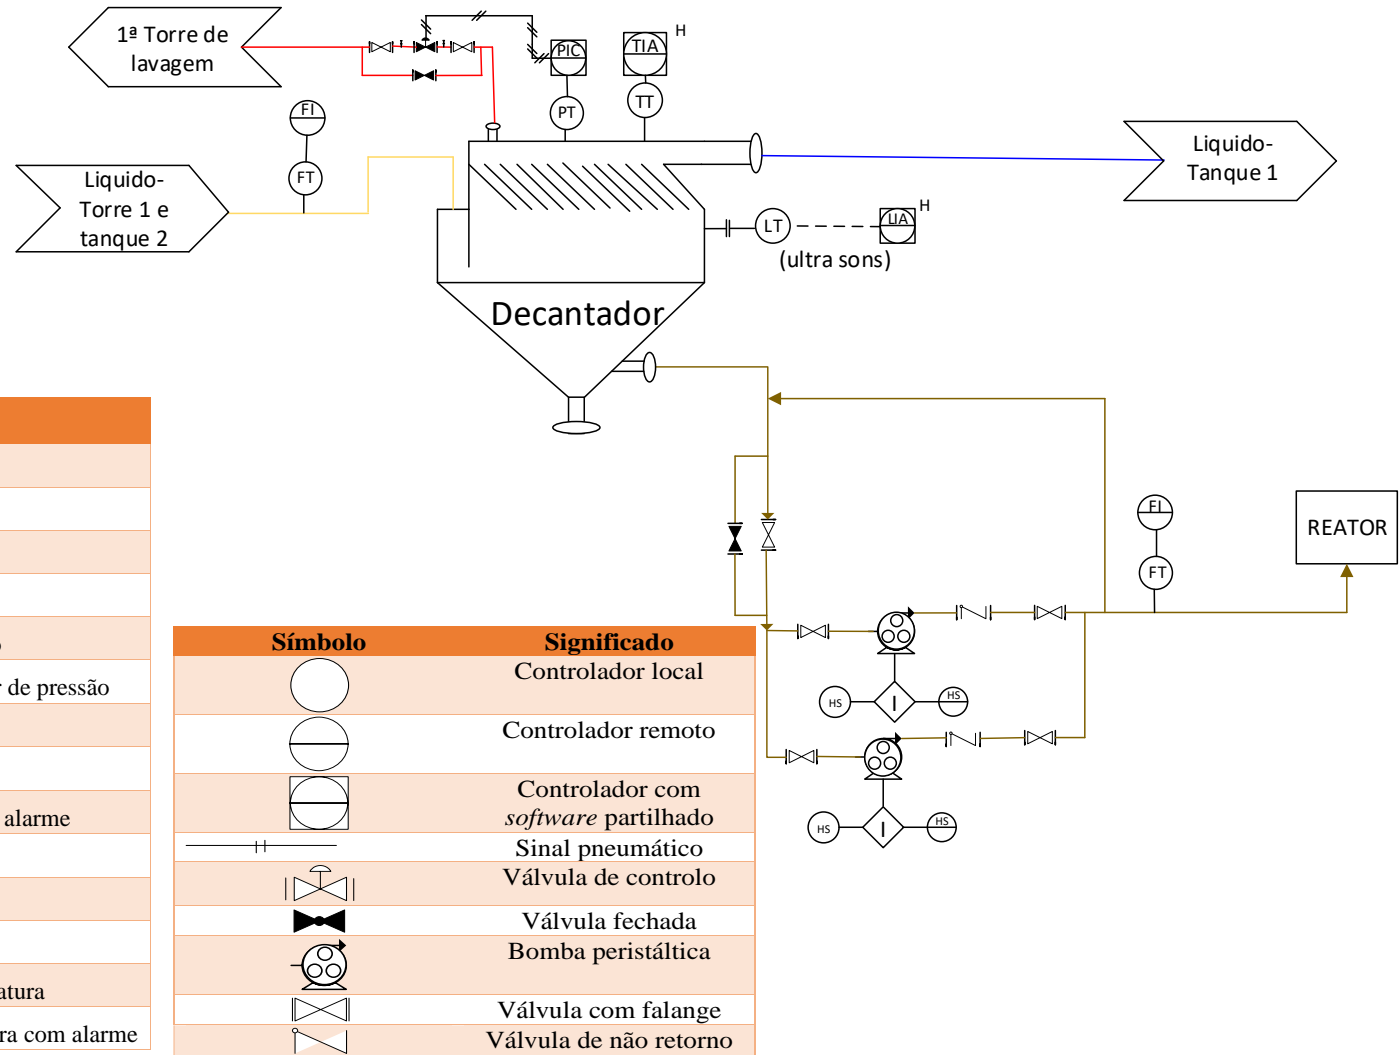 1ª Torre de
lavagem
PIC
TIA
H
PT
TT
FI
FT
Liquido-
Torre 1 e
tanque 2
Liquido-
Tanque 1
LT
LIA
H
(ultra sons)
Decantador
FI
FT
REATOR
HS
I
HS
HS
I
HS
r de pressão
alarme
atura
ra com alarme
Símbolo Significado
Controlador local
Controlador remoto
Controlador com
software partilhado
Sinal pneumático
Válvula de controlo
Válvula fechada
Bomba peristáltica
Válvula com falange
Válvula de não retorno